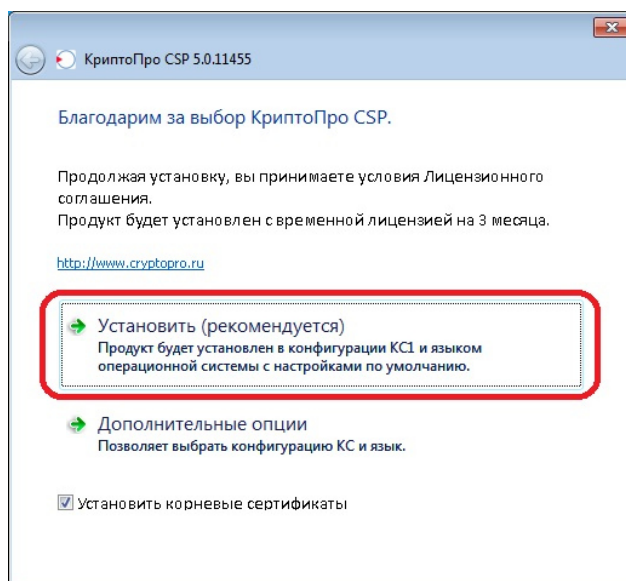 КриптоПро CSP 5.0.11455
Благодарим за выбор КриптоПро CSP.
Продолжая установку, вы принимаете условия Лицензионного
соглашения.
Продукт будет установлен с временной лицензией на 3 месяца.
http://www.cryptopro.ru
Установить (рекомендуется)
Продукт будет установлен в конфигурации КС1 и языком
операционной системы с настройками по умолчанию.
Дополнительные опции
Позволяет выбрать конфигурацию КС и язык.
Установить корневые сертификаты